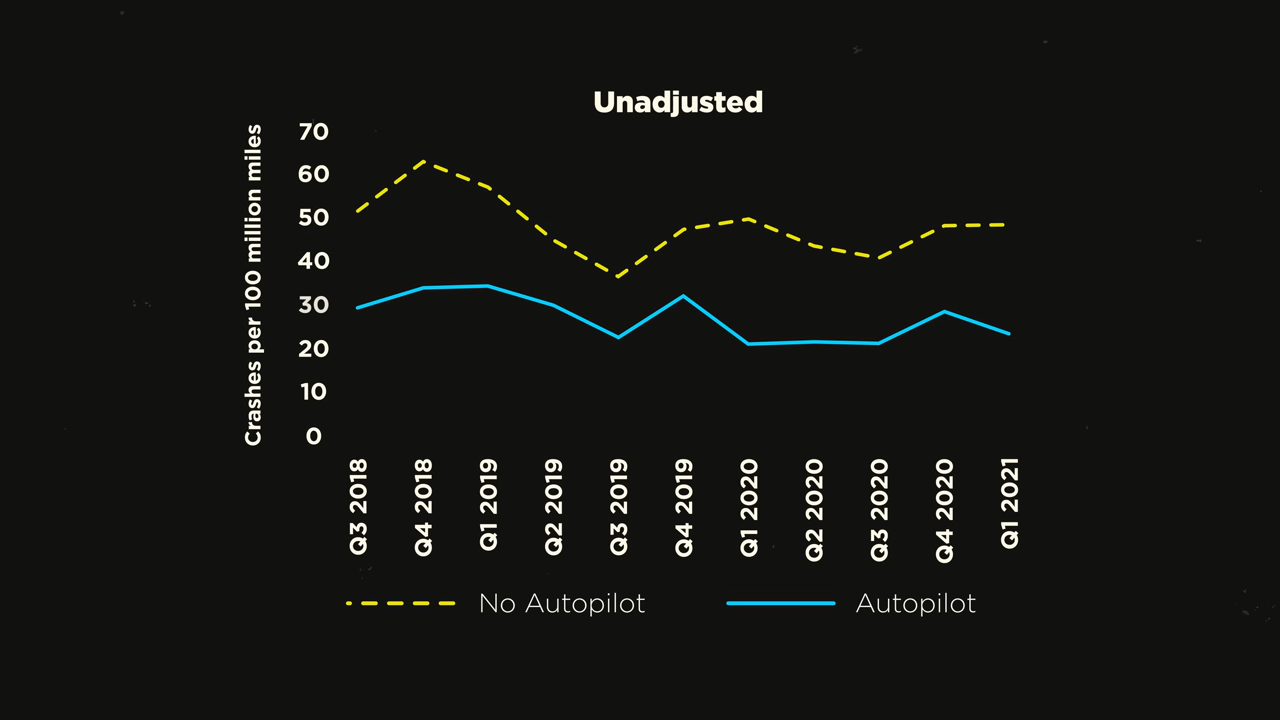 Unadjusted
Crashes per 100 million miles
70
60
50
40
30
20
10
0
Q3 2018
Q4 2018
Q1 2019
Q2 2019
Q3 2019
Q4 2019
Q1 2020
Q2 2020
Q3 2020
Q4 2020
Q1 2021
No Autopilot
Autopilot